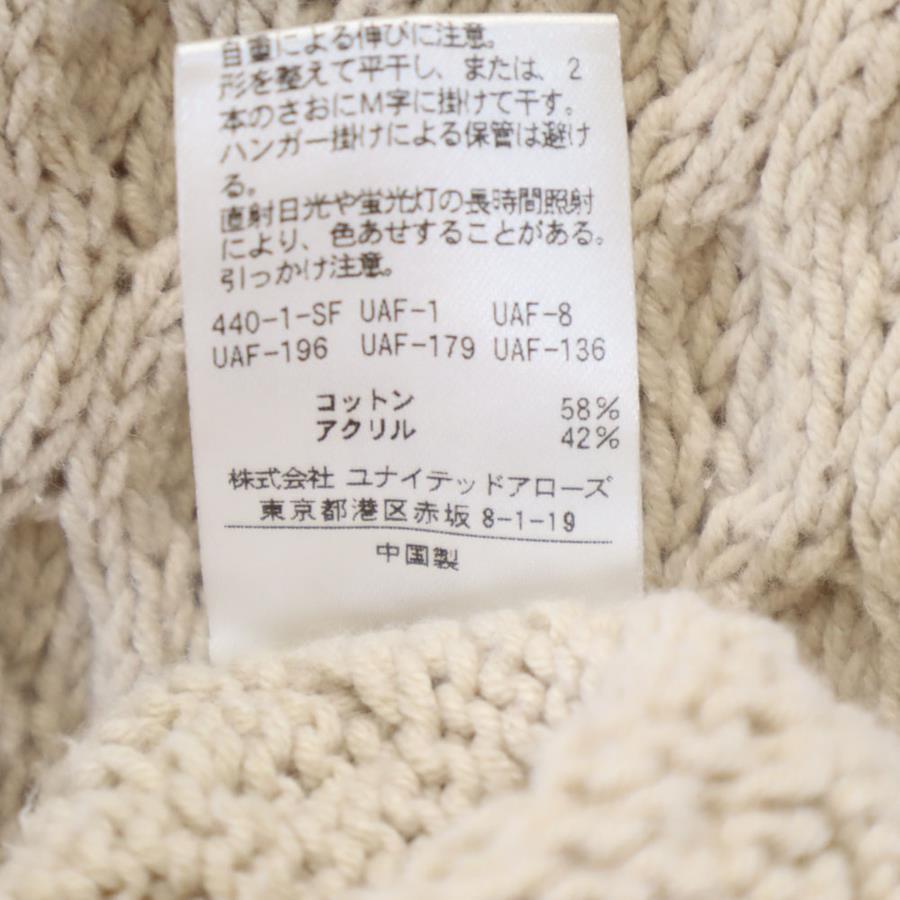 自重による伸びに注意。
形を整えて平干し、または、2
本のさおにM字に掛けて干す。
ハンガー掛けによる保管は避け
る。
直射日光や蛍光灯の長時間照射
により、色あせすることがある。
引っかけ注意。
440-1-SF UAF-1 UAF-8
UAF-196 UAF-179 UAF-136
コットン 58%
アクリル 42%
株式会社 ユナイテッドアローズ
東京都港区赤坂 8-1-19
中国製